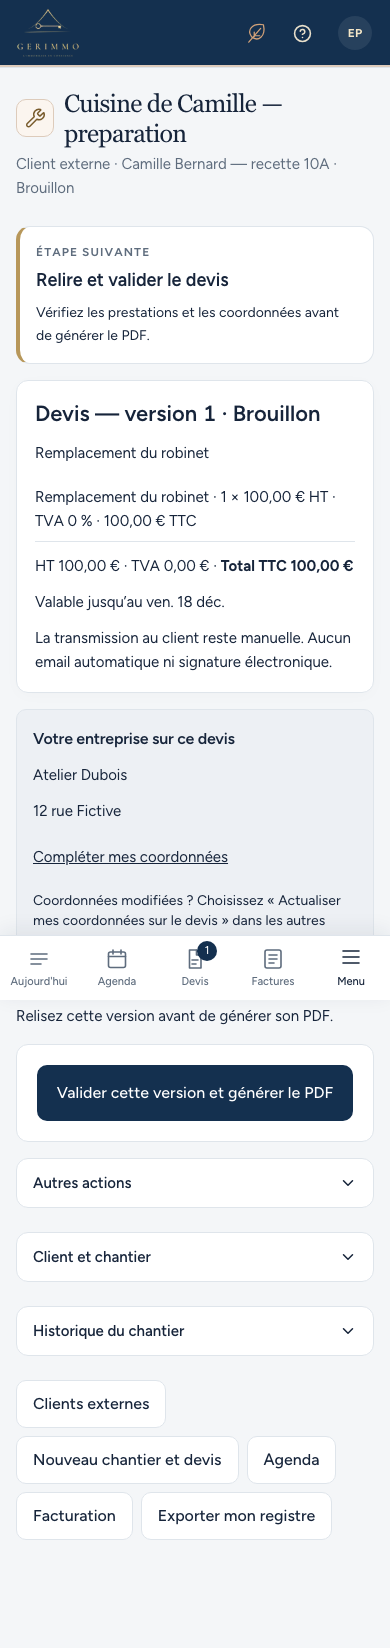 GERIMMO
EP
Cuisine de Camille —
preparation
Client externe · Camille Bernard — recette 10A ·
Brouillon
ÉTAPE SUIVANTE
Relire et valider le devis
Vérifiez les prestations et les coordonnées avant
de générer le PDF.
Devis — version 1 · Brouillon
Remplacement du robinet
Remplacement du robinet · 1 × 100,00 € HT ·
TVA 0 % · 100,00 € TTC
HT 100,00 € · TVA 0,00 € · Total TTC 100,00 €
Valable jusqu’au ven. 18 déc.
La transmission au client reste manuelle. Aucun
email automatique ni signature électronique.
Votre entreprise sur ce devis
Atelier Dubois
12 rue Fictive
Compléter mes coordonnées
Coordonnées modifiées ? Choisissez « Actualiser
mes coordonnées sur le devis » dans les autres
1
Aujourd'hui
Agenda
Devis
Factures
Menu
Relisez cette version avant de générer son PDF.
Valider cette version et générer le PDF
Autres actions
Client et chantier
Historique du chantier
Clients externes
Nouveau chantier et devis
Agenda
Facturation
Exporter mon registre